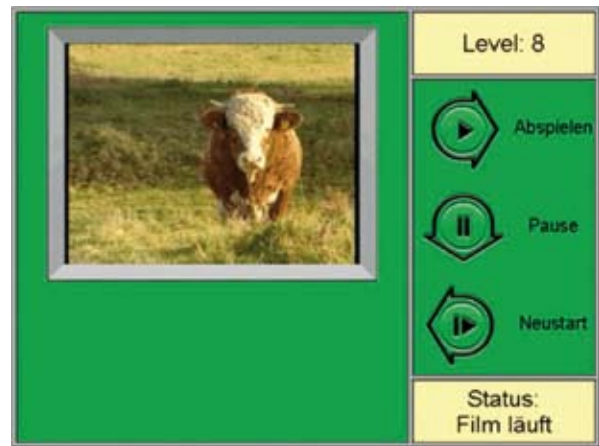 Level: 8
Abspielen
Pause
Neustart
Status:
Film läuft